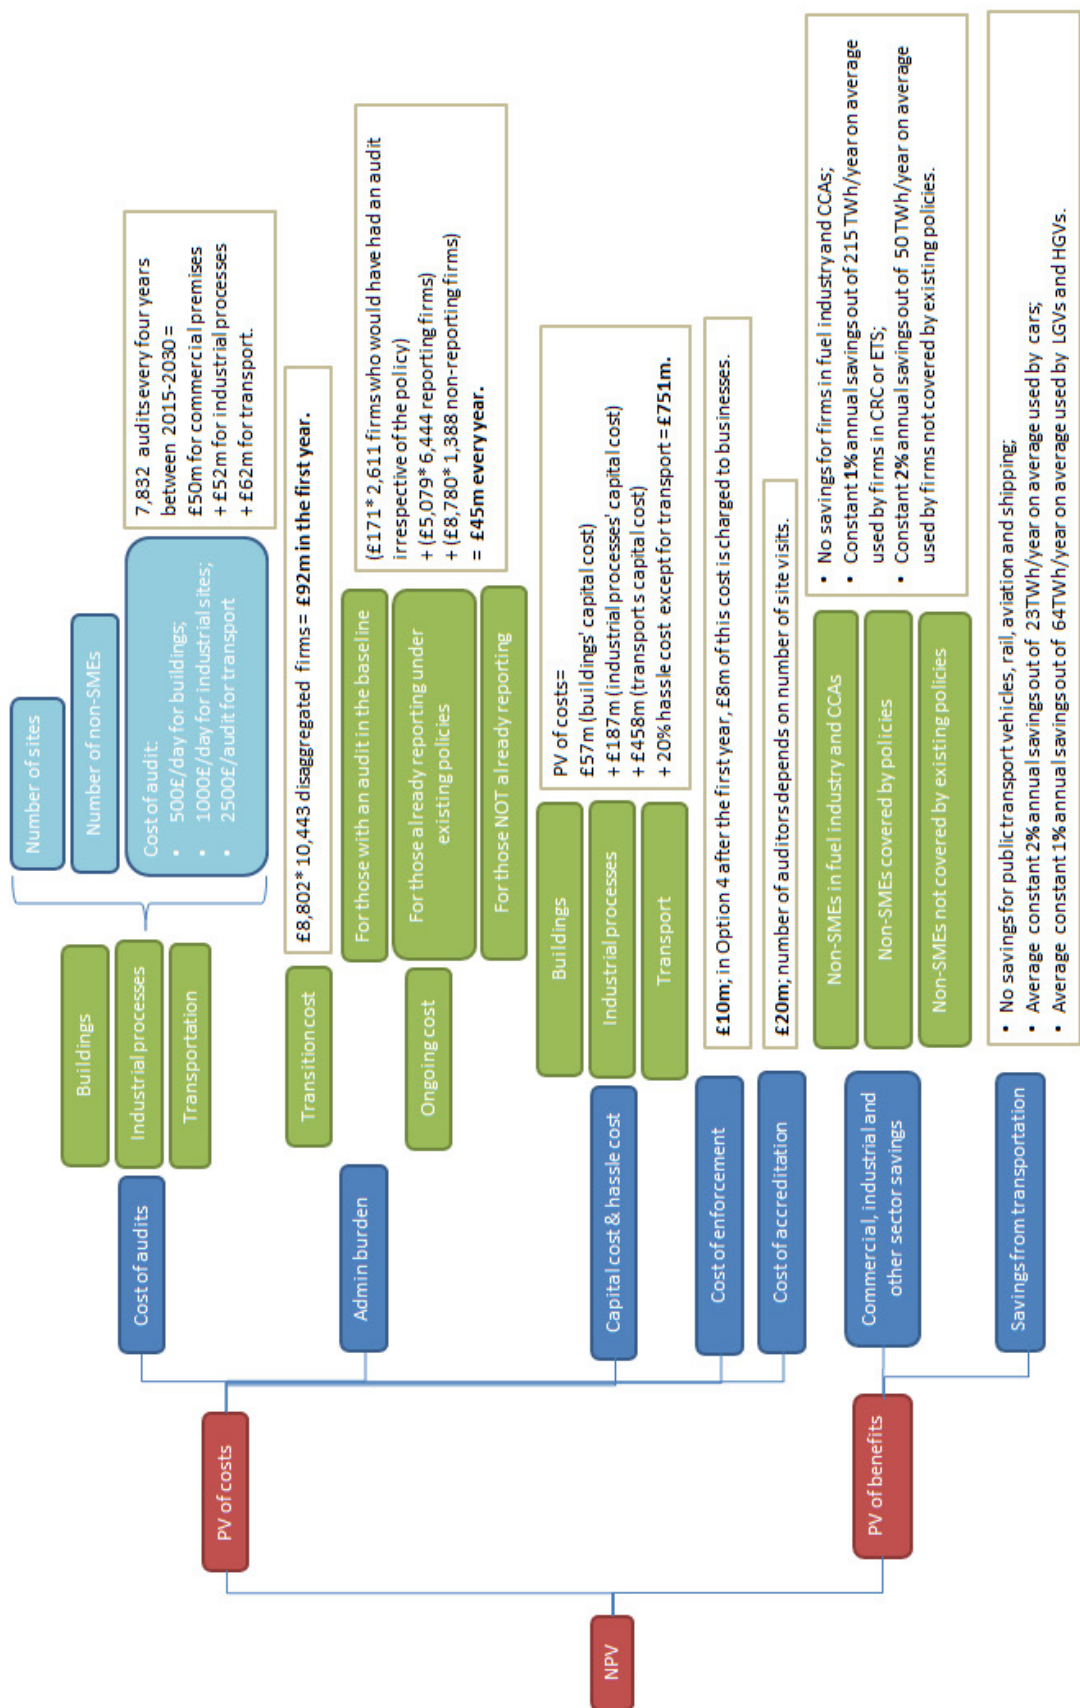 NPV
PV of costs
PV of benefits
Cost of audits
Buildings
Industrial processes
Transportation
Number of sites
Number of non-SMEs
Cost of audit:
• 500£/day for buildings;
• 1000£/day for industrial sites;
• 2500£/audit for transport
7,832 audits every four years
between 2015-2030 =
£50m for commercial premises
+ £52m for industrial processes
+ £62m for transport.
Admin burden
Transition cost
£8,802* 10,443 disaggregated firms = £92m in the first year.
Ongoing cost
For those with an audit in the baseline
For those already reporting under
existing policies
For those NOT already reporting
(£171* 2,611 firms who would have had an audit
irrespective of the policy)
+ (£5,079* 6,444 reporting firms)
+ (£8,780* 1,388 non-reporting firms)
= £45m every year.
Capital cost & hassle cost
Buildings
Industrial processes
Transport
PV of costs=
£57m (buildings' capital cost)
+ £187m (industrial processes' capital cost)
+ £458m (transports capital cost)
+ 20% hassle cost except for transport = £751m.
Cost of enforcement
£10m; in Option 4 after the first year, £8m of this cost is charged to businesses.
Cost of accreditation
£20m; number of auditors depends on number of site visits.
Commercial, industrial and
other sector savings
Non-SMEs in fuel industry and CCAs
Non-SMEs covered by policies
Non-SMEs not covered by existing policies
• No savings for firms in fuel industry and CCAs;
• Constant 1% annual savings out of 215 TWh/year on average
used by firms in CRC or ETS;
• Constant 2% annual savings out of 50 TWh/year on average
used by firms not covered by existing policies.
Savings from transportation
• No savings for public transport vehicles, rail, aviation and shipping;
• Average constant 2% annual savings out of 23TWh/year on average used by cars;
• Average constant 1% annual savings out of 64TWh/year on average used by LGVs and HGVs.